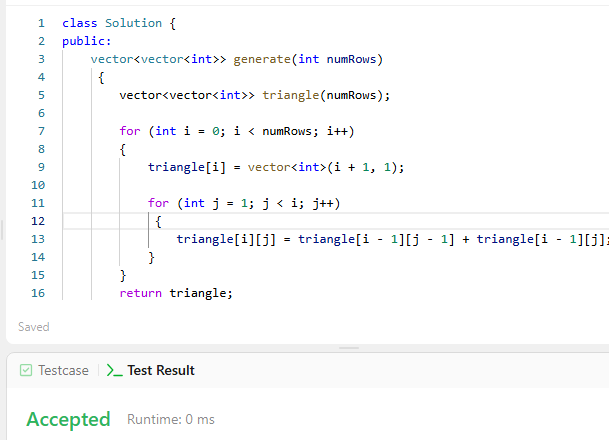 1 class Solution {
2 public:
3     vector<vector<int>> generate(int numRows)
4      {
5         vector<vector<int>> triangle(numRows);
6
7         for (int i = 0; i < numRows; i++)
8         {
9             triangle[i] = vector<int>(i + 1, 1);
10
11             for (int j = 1; j < i; j++)
12              {
13                 triangle[i][j] = triangle[i - 1][j - 1] + triangle[i - 1][j];
14             }
15         }
16         return triangle;
Saved
Testcase Test Result
Accepted Runtime: 0 ms